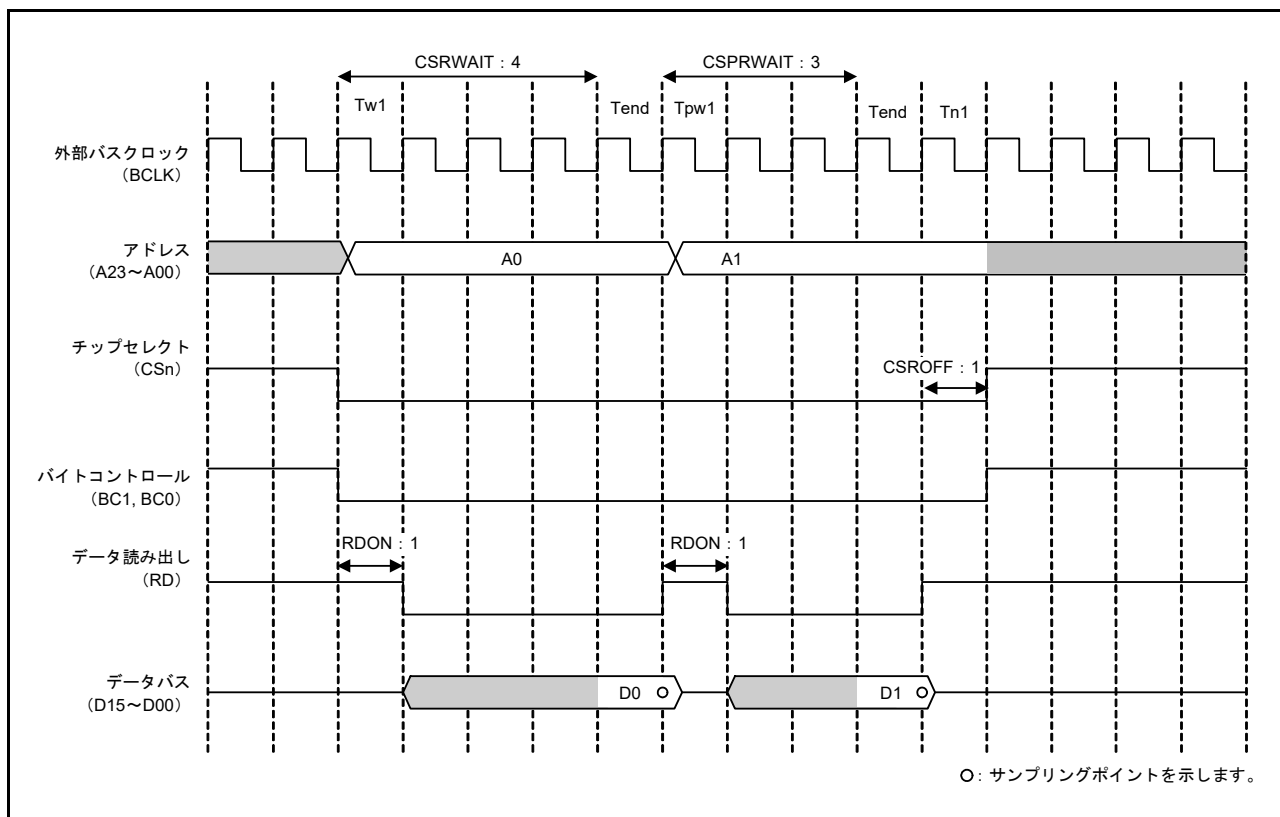 CSRWAIT：4
CSPRWAIT：3
Tw1
Tend
Tpw1
Tend
Tn1
外部バスクロック
（BCLK）
アドレス
（A23～A00）
A0
A1
チップセレクト
（CSn）
CSROFF：1
バイトコントロール
（BC1, BC0）
RDON：1
RDON：1
データ読み出し
（RD）
データバス
（D15～D00）
D0
D1
：サンプリングポイントを示します。